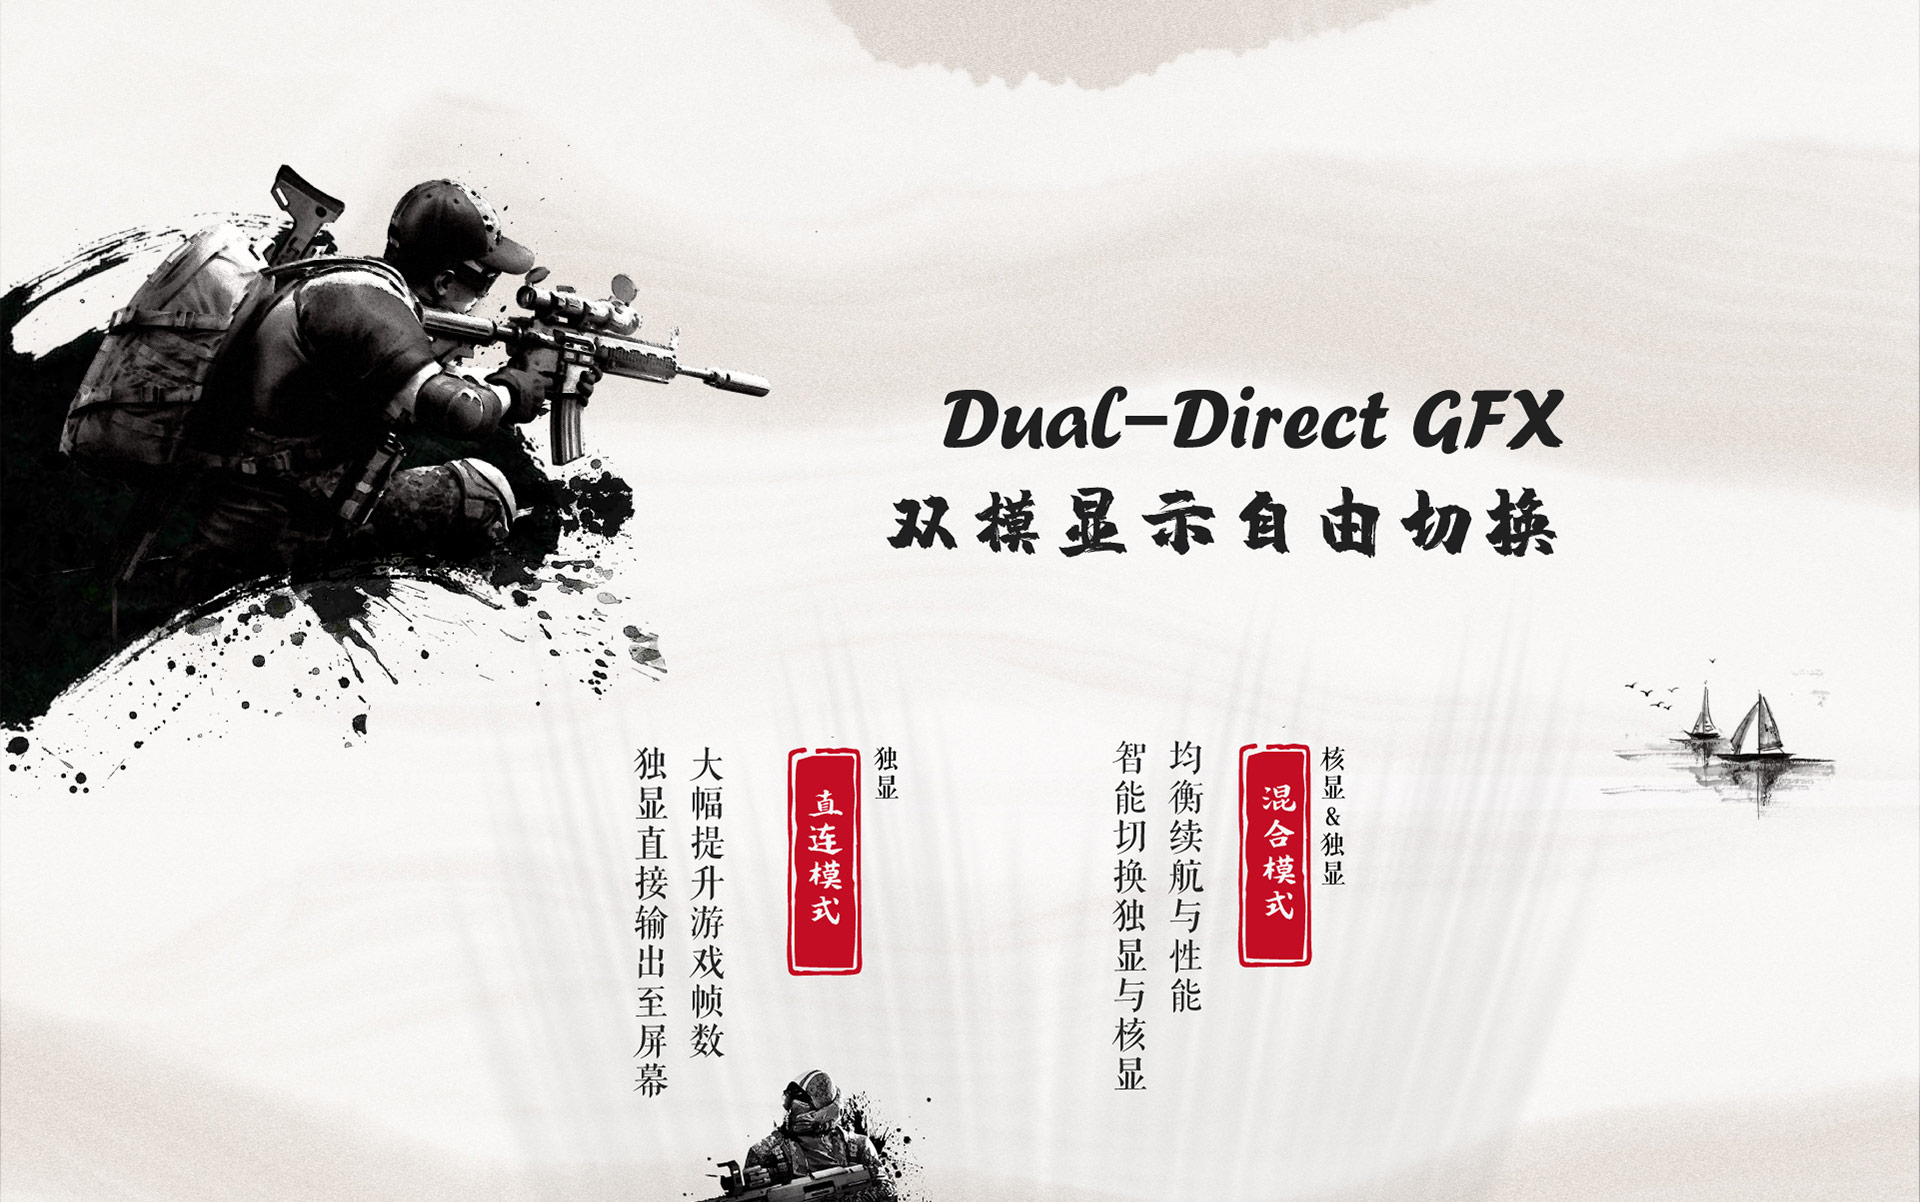 Dual-Direct GFX
双模显示自由切换
核显&独显
混合模式
均衡续航与性能
智能切换独显与核显
独显
直连模式
大幅提升游戏帧数
独显直接输出至屏幕